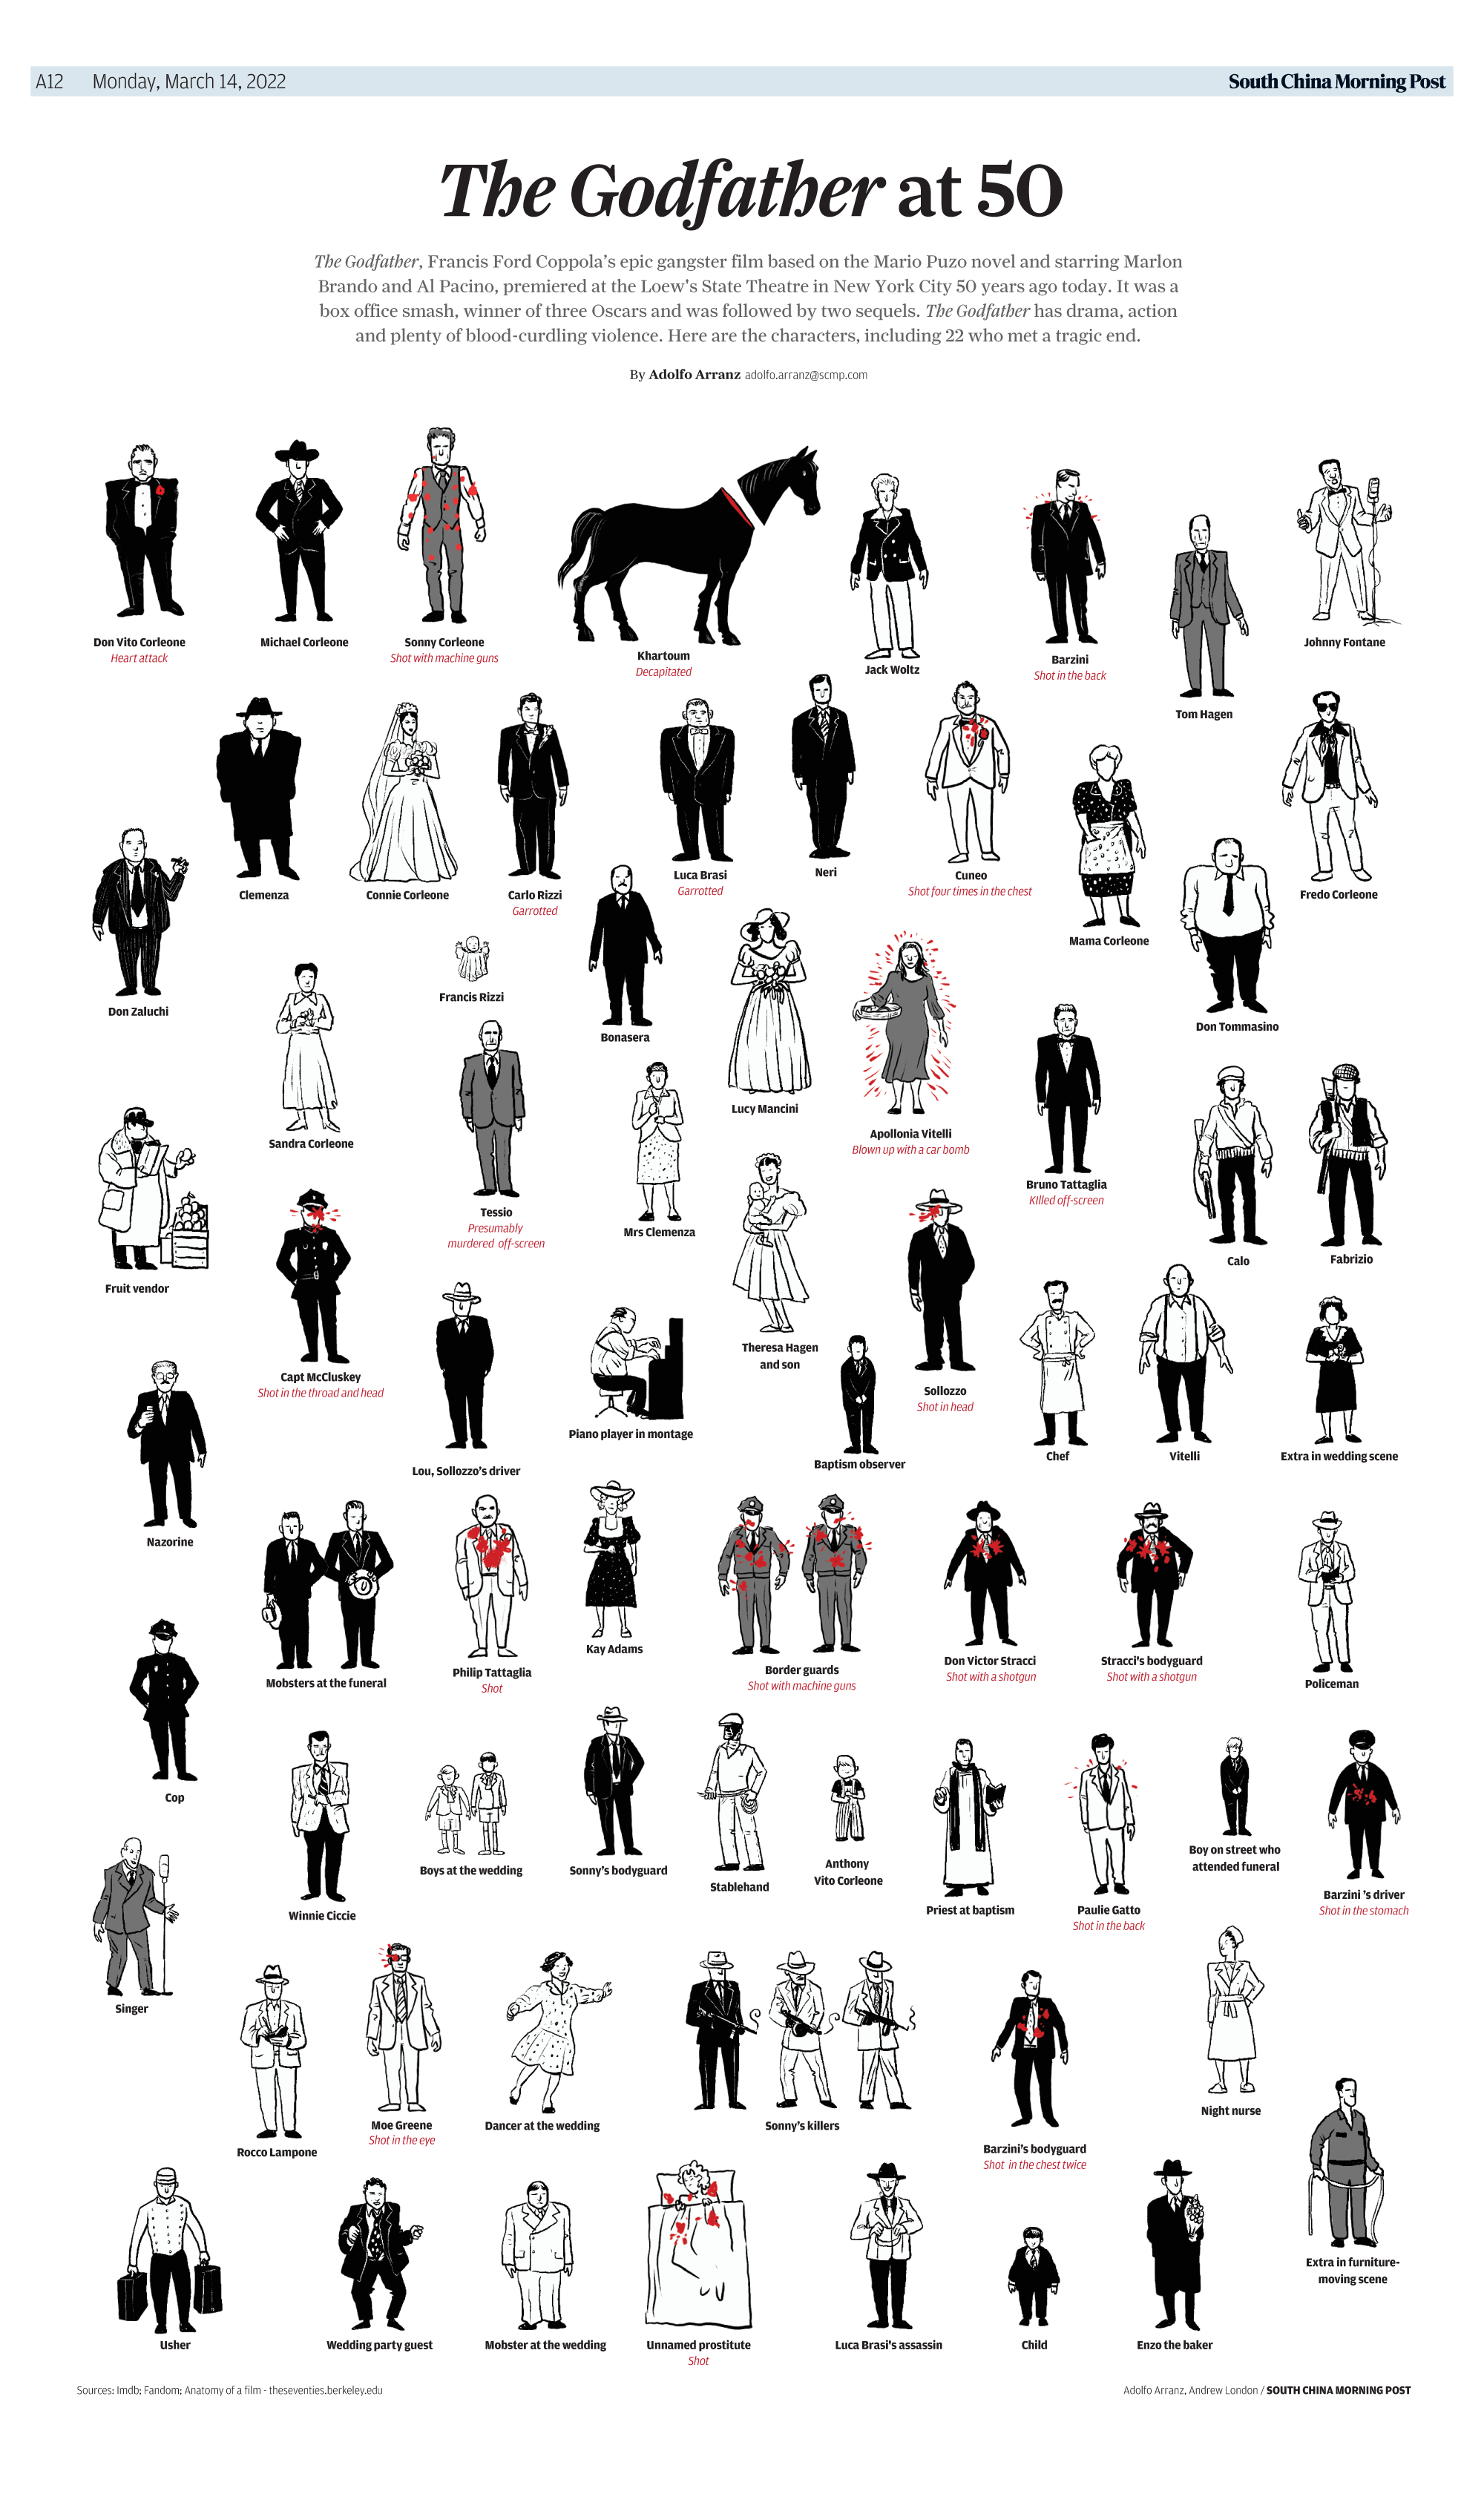 A12 Monday, March 14, 2022 South China Morning Post
The Godfather at 50
The Godfather, Francis Ford Coppola's epic gangster film based on the Mario Puzo novel and starring Marlon
Brando and Al Pacino, premiered at the Loew's State Theatre in New York City 50 years ago today. It was a
box office smash, winner of three Oscars and was followed by two sequels. The Godfather has drama, action
and plenty of blood-curdling violence. Here are the characters, including 22 who met a tragic end.
By Adolfo Arranz adolfo.arranz@scmp.com
Don Vito Corleone
Heart attack
Michael Corleone
Sonny Corleone
Shot with machine guns
Khartoum
Decapitated
Jack Woltz
Barzini
Shot in the back
Tom Hagen
Johnny Fontane
Clemenza
Connie Corleone
Carlo Rizzi
Garrotted
Luca Brasi
Garrotted
Neri
Cuneo
Shot four times in the chest
Mama Corleone
Fredo Corleone
Don Zaluchi
Francis Rizzi
Bonasera
Don Tommasino
Sandra Corleone
Tessio
Presumably
murdered off-screen
Mrs Clemenza
Lucy Mancini
Apollonia Vitelli
Blown up with a car bomb
Bruno Tattaglia
KIlled off-screen
Calo
Fabrizio
Fruit vendor
Capt McCluskey
Shot in the throad and head
Lou, Sollozzo's driver
Piano player in montage
Theresa Hagen
and son
Baptism observer
Sollozzo
Shot in head
Chef
Vitelli
Extra in wedding scene
Nazorine
Mobsters at the funeral
Philip Tattaglia
Shot
Kay Adams
Border guards
Shot with machine guns
Don Victor Stracci
Shot with a shotgun
Stracci's bodyguard
Shot with a shotgun
Policeman
Cop
Winnie Ciccie
Boys at the wedding
Sonny's bodyguard
Stablehand
Anthony
Vito Corleone
Priest at baptism
Paulie Gatto
Shot in the back
Boy on street who
attended funeral
Barzini 's driver
Shot in the stomach
Singer
Rocco Lampone
Moe Greene
Shot in the eye
Dancer at the wedding
Sonny's killers
Barzini's bodyguard
Shot in the chest twice
Night nurse
Extra in furniture-
moving scene
Usher
Wedding party guest
Mobster at the wedding
Unnamed prostitute
Shot
Luca Brasi's assassin
Child
Enzo the baker
Sources: Imdb; Fandom; Anatomy of a film - theseventies.berkeley.edu
Adolfo Arranz, Andrew London / SOUTH CHINA MORNING POST